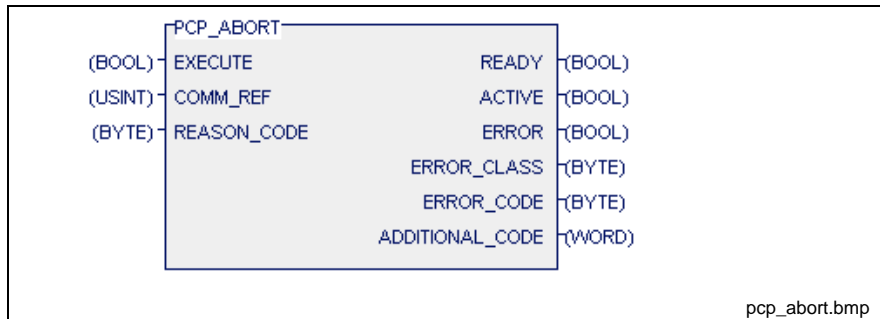 PCP_ABORT
(BOOL) EXECUTE READY (BOOL)
(USINT) COMM_REF ACTIVE (BOOL)
(BYTE) REASON_CODE ERROR (BOOL)
ERROR_CLASS (BYTE)
ERROR_CODE (BYTE)
ADDITIONAL_CODE (WORD)
pcp_abort.bmp